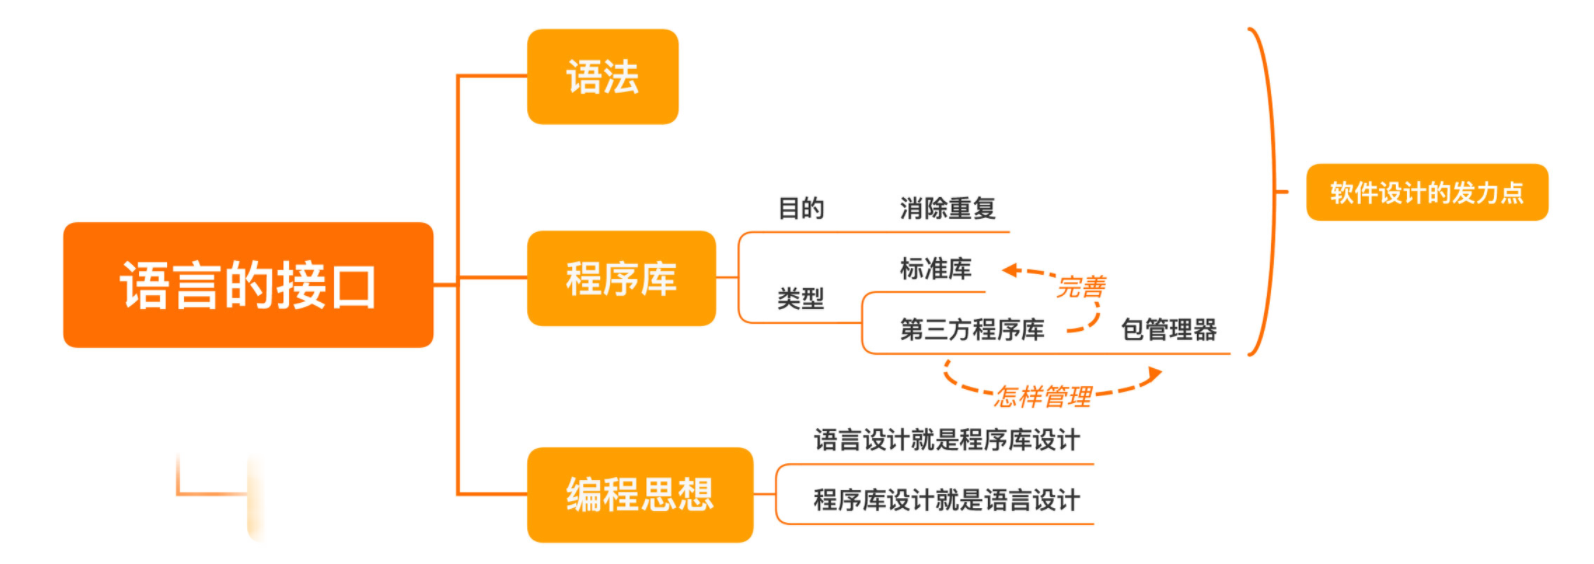 语言的接口
语法
程序库
目的
消除重复
类型
标准库
完善
第三方程序库
包管理器
怎样管理
编程思想
语言设计就是程序库设计
程序库设计就是语言设计
软件设计的发力点